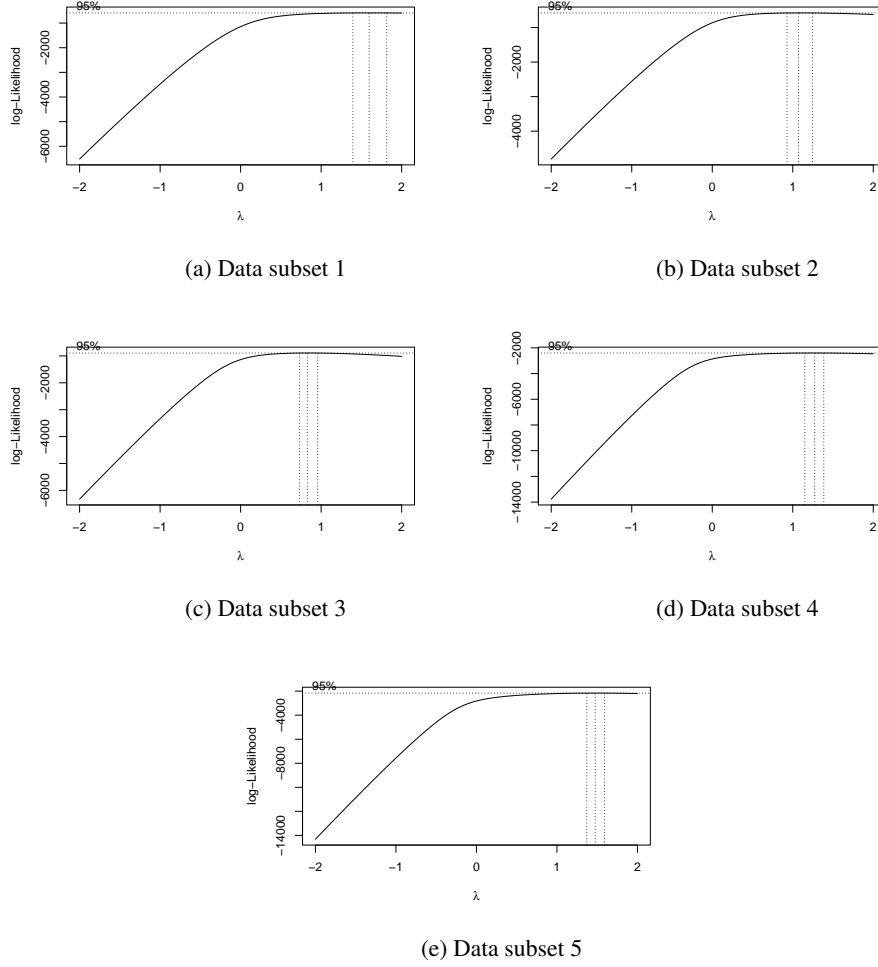 95%
log−Likelihood
−6000 −4000 −2000
−2 −1 0 1 2
λ
(a) Data subset 1
95%
log−Likelihood
−4000 −2000
−2 −1 0 1 2
λ
(b) Data subset 2
95%
log−Likelihood
−6000 −4000 −2000
−2 −1 0 1 2
λ
(c) Data subset 3
95%
log−Likelihood
−14000 −10000 −6000 −2000
−2 −1 0 1 2
λ
(d) Data subset 4
95%
log−Likelihood
−14000 −8000 −4000
−2 −1 0 1 2
λ
(e) Data subset 5